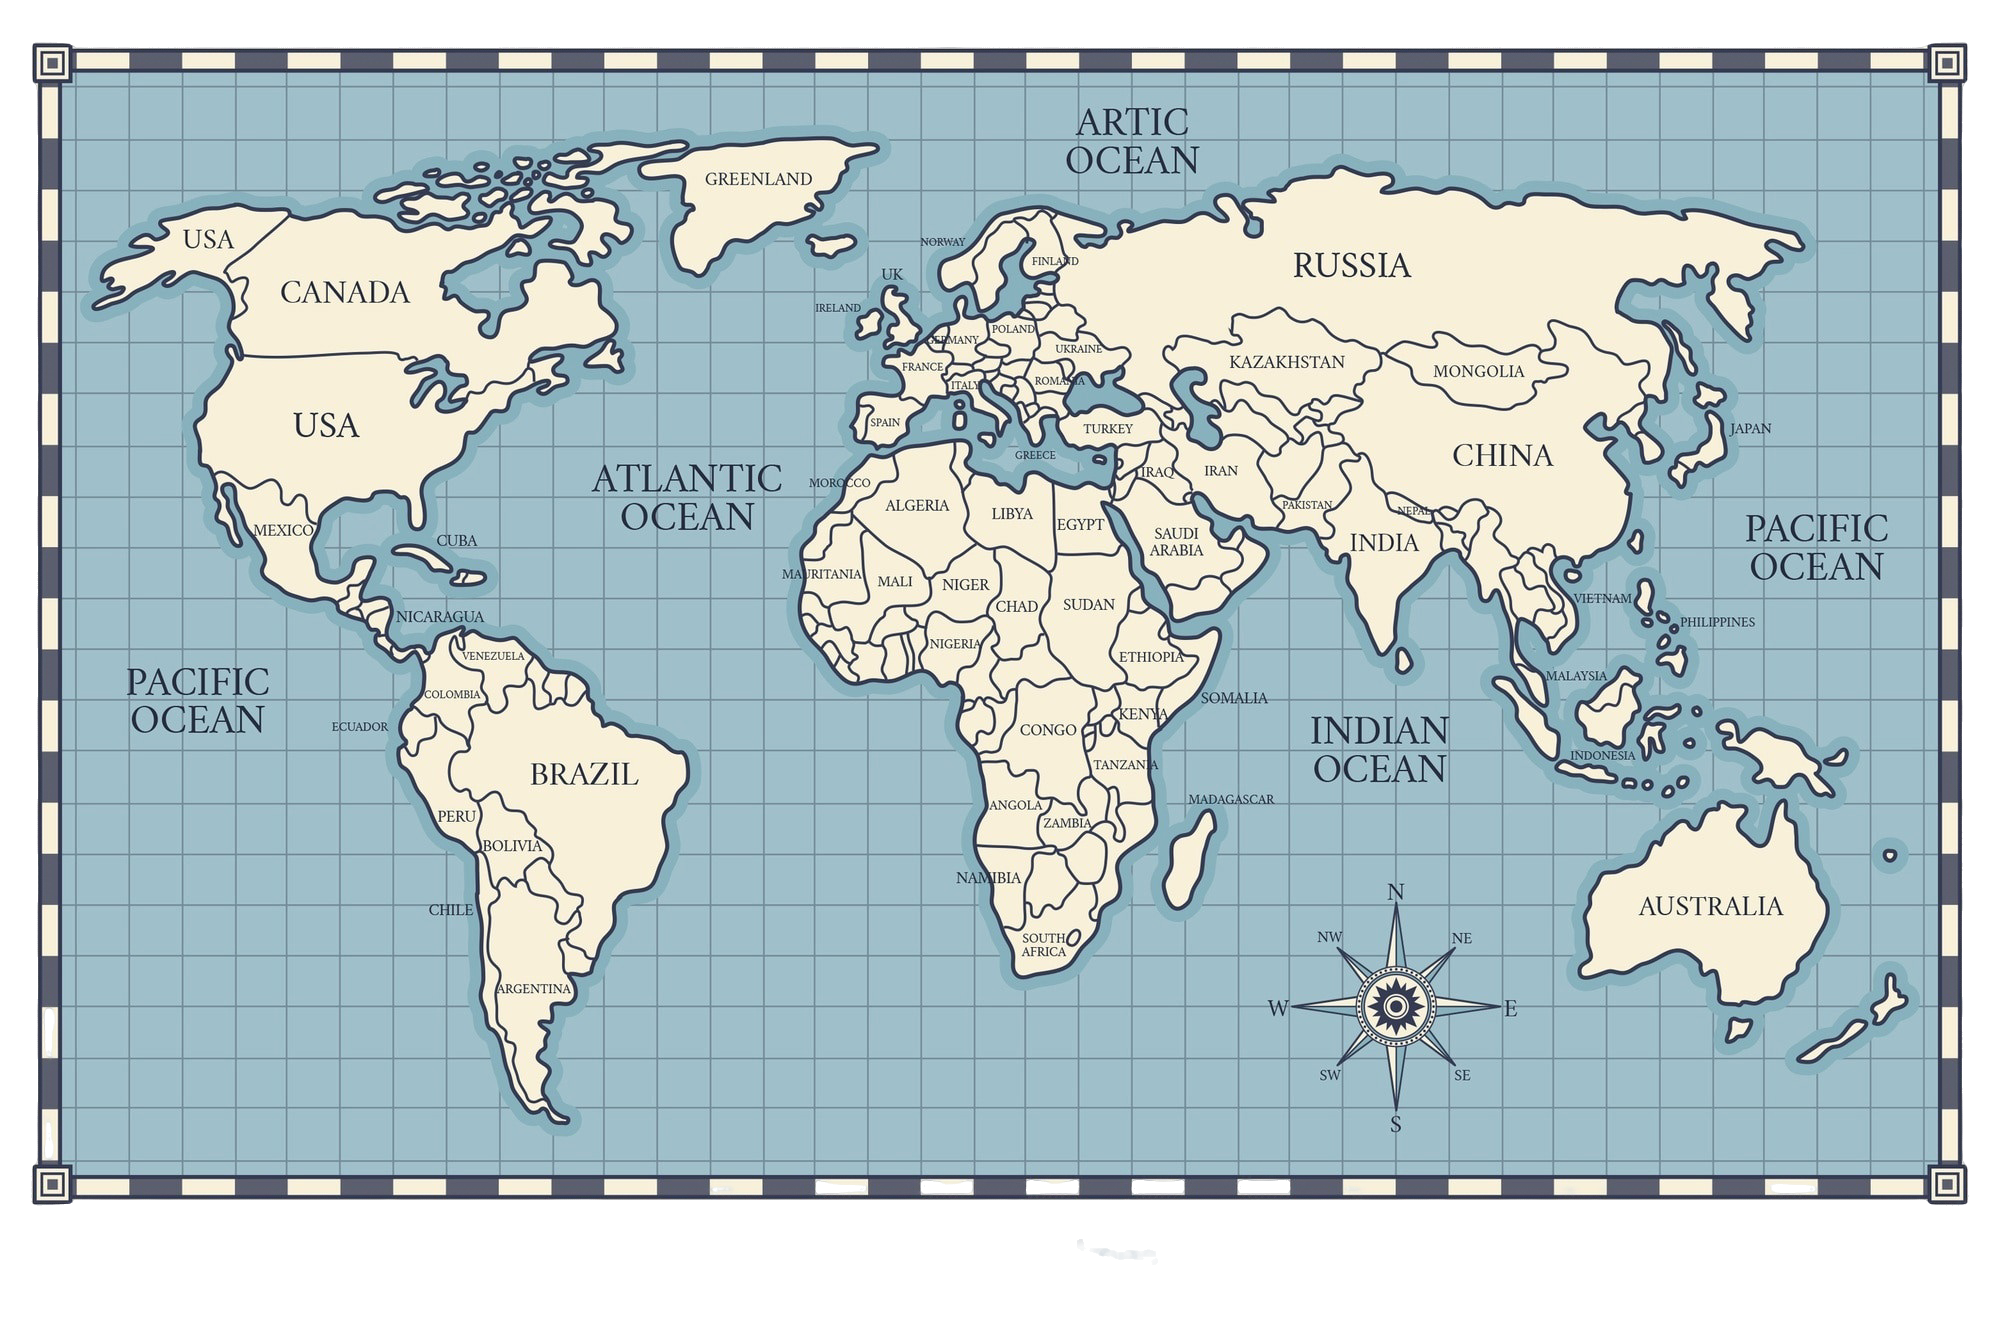 ARTIC
OCEAN
GREENLAND
USA
CANADA
NORWAY
FINLAND
RUSSIA
UK
IRELAND
POLAND
GERMANY
UKRAINE
FRANCE
KAZAKHSTAN
MONGOLIA
ITALY
ROMANIA
USA
SPAIN
TURKEY
JAPAN
GREECE
CHINA
ATLANTIC
OCEAN
MOROCCO
IRAQ
IRAN
ALGERIA
LIBYA
EGYPT
PAKISTAN
NEPAL
MEXICO
SAUDI
ARABIA
INDIA
PACIFIC
OCEAN
CUBA
MAURITANIA
MALI
NIGER
CHAD
SUDAN
VIETNAM
NICARAGUA
PHILIPPINES
VENEZUELA
NIGERIA
ETHIOPIA
MALAYSIA
PACIFIC
OCEAN
COLOMBIA
SOMALIA
ECUADOR
KENYA
CONGO
INDIAN
OCEAN
INDONESIA
BRAZIL
TANZANIA
PERU
ANGOLA
MADAGASCAR
ZAMBIA
BOLIVIA
NAMIBIA
CHILE
AUSTRALIA
SOUTH
AFRICA
ARGENTINA
N
NW
NE
W
E
SW
SE
S